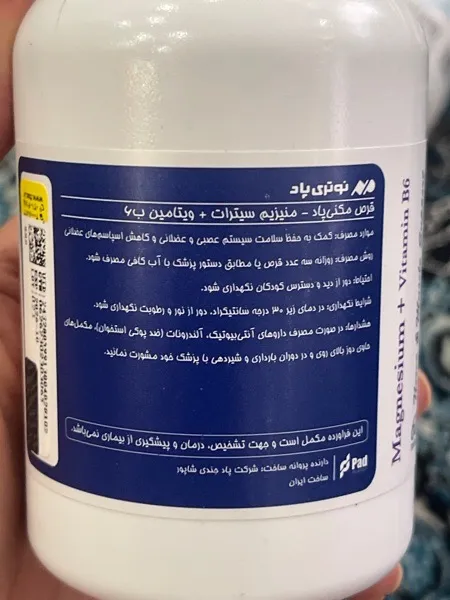 نوتری پاد
قرص مگنی‌پاد - منیزیم سیترات + ویتامین ب۶
موارد مصرف: کمک به حفظ سلامت سیستم عصبی و عضلانی و کاهش اسپاسم‌های عضلانی
روش مصرف: روزانه سه عدد قرص یا مطابق دستور پزشک با آب کافی مصرف شود.
احتیاط: دور از دید و دسترس کودکان نگهداری شود.
شرایط نگهداری: در دمای زیر ۳۰ درجه سانتیگراد، دور از نور و رطوبت نگهداری شود.
هشدارها: در صورت مصرف داروهای آنتی‌بیوتیک، آلندرونات (ضد پوکی استخوان)، مکمل‌های
حاوی دوز بالای روی و در دوران بارداری و شیردهی با پزشک خود مشورت نمائید.
این فرآورده مکمل است و جهت تشخیص، درمان و پیشگیری از بیماری نمی‌باشد.
Pad
دارنده پروانه ساخت: شرکت پاد جندی شاپور
ساخت ایران
Magnesium + Vitamin B6